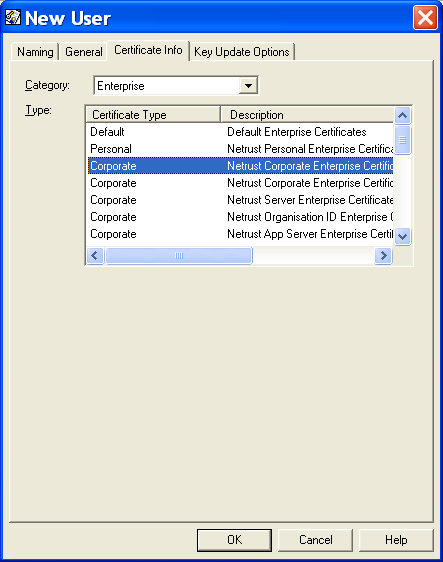 New User
Naming General Certificate Info Key Update Options
Category: Enterprise
Type:
Certificate Type Description
Default Default Enterprise Certificates
Personal Netrust Personal Enterprise Certifica
Corporate Netrust Corporate Enterprise Certific
Corporate Netrust Corporate Enterprise Certific
Corporate Netrust Server Enterprise Certificate
Corporate Netrust Organisation ID Enterprise C
Corporate Netrust App Server Enterprise Certif
OK Cancel Help